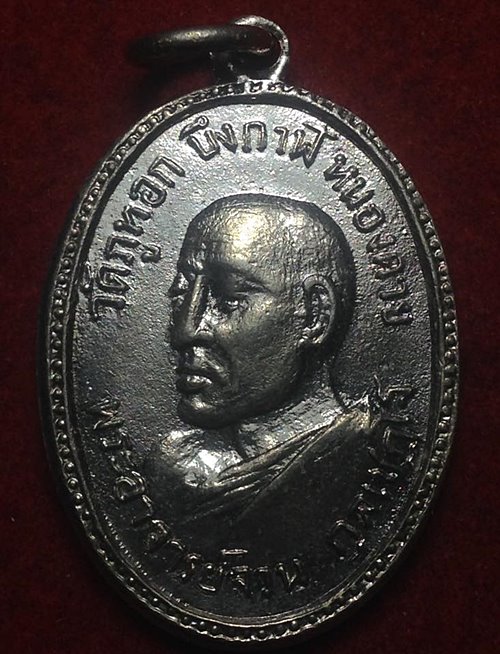 วัดภูทอก บึงกาฬ หนองคาย
พระอาจารย์จวน